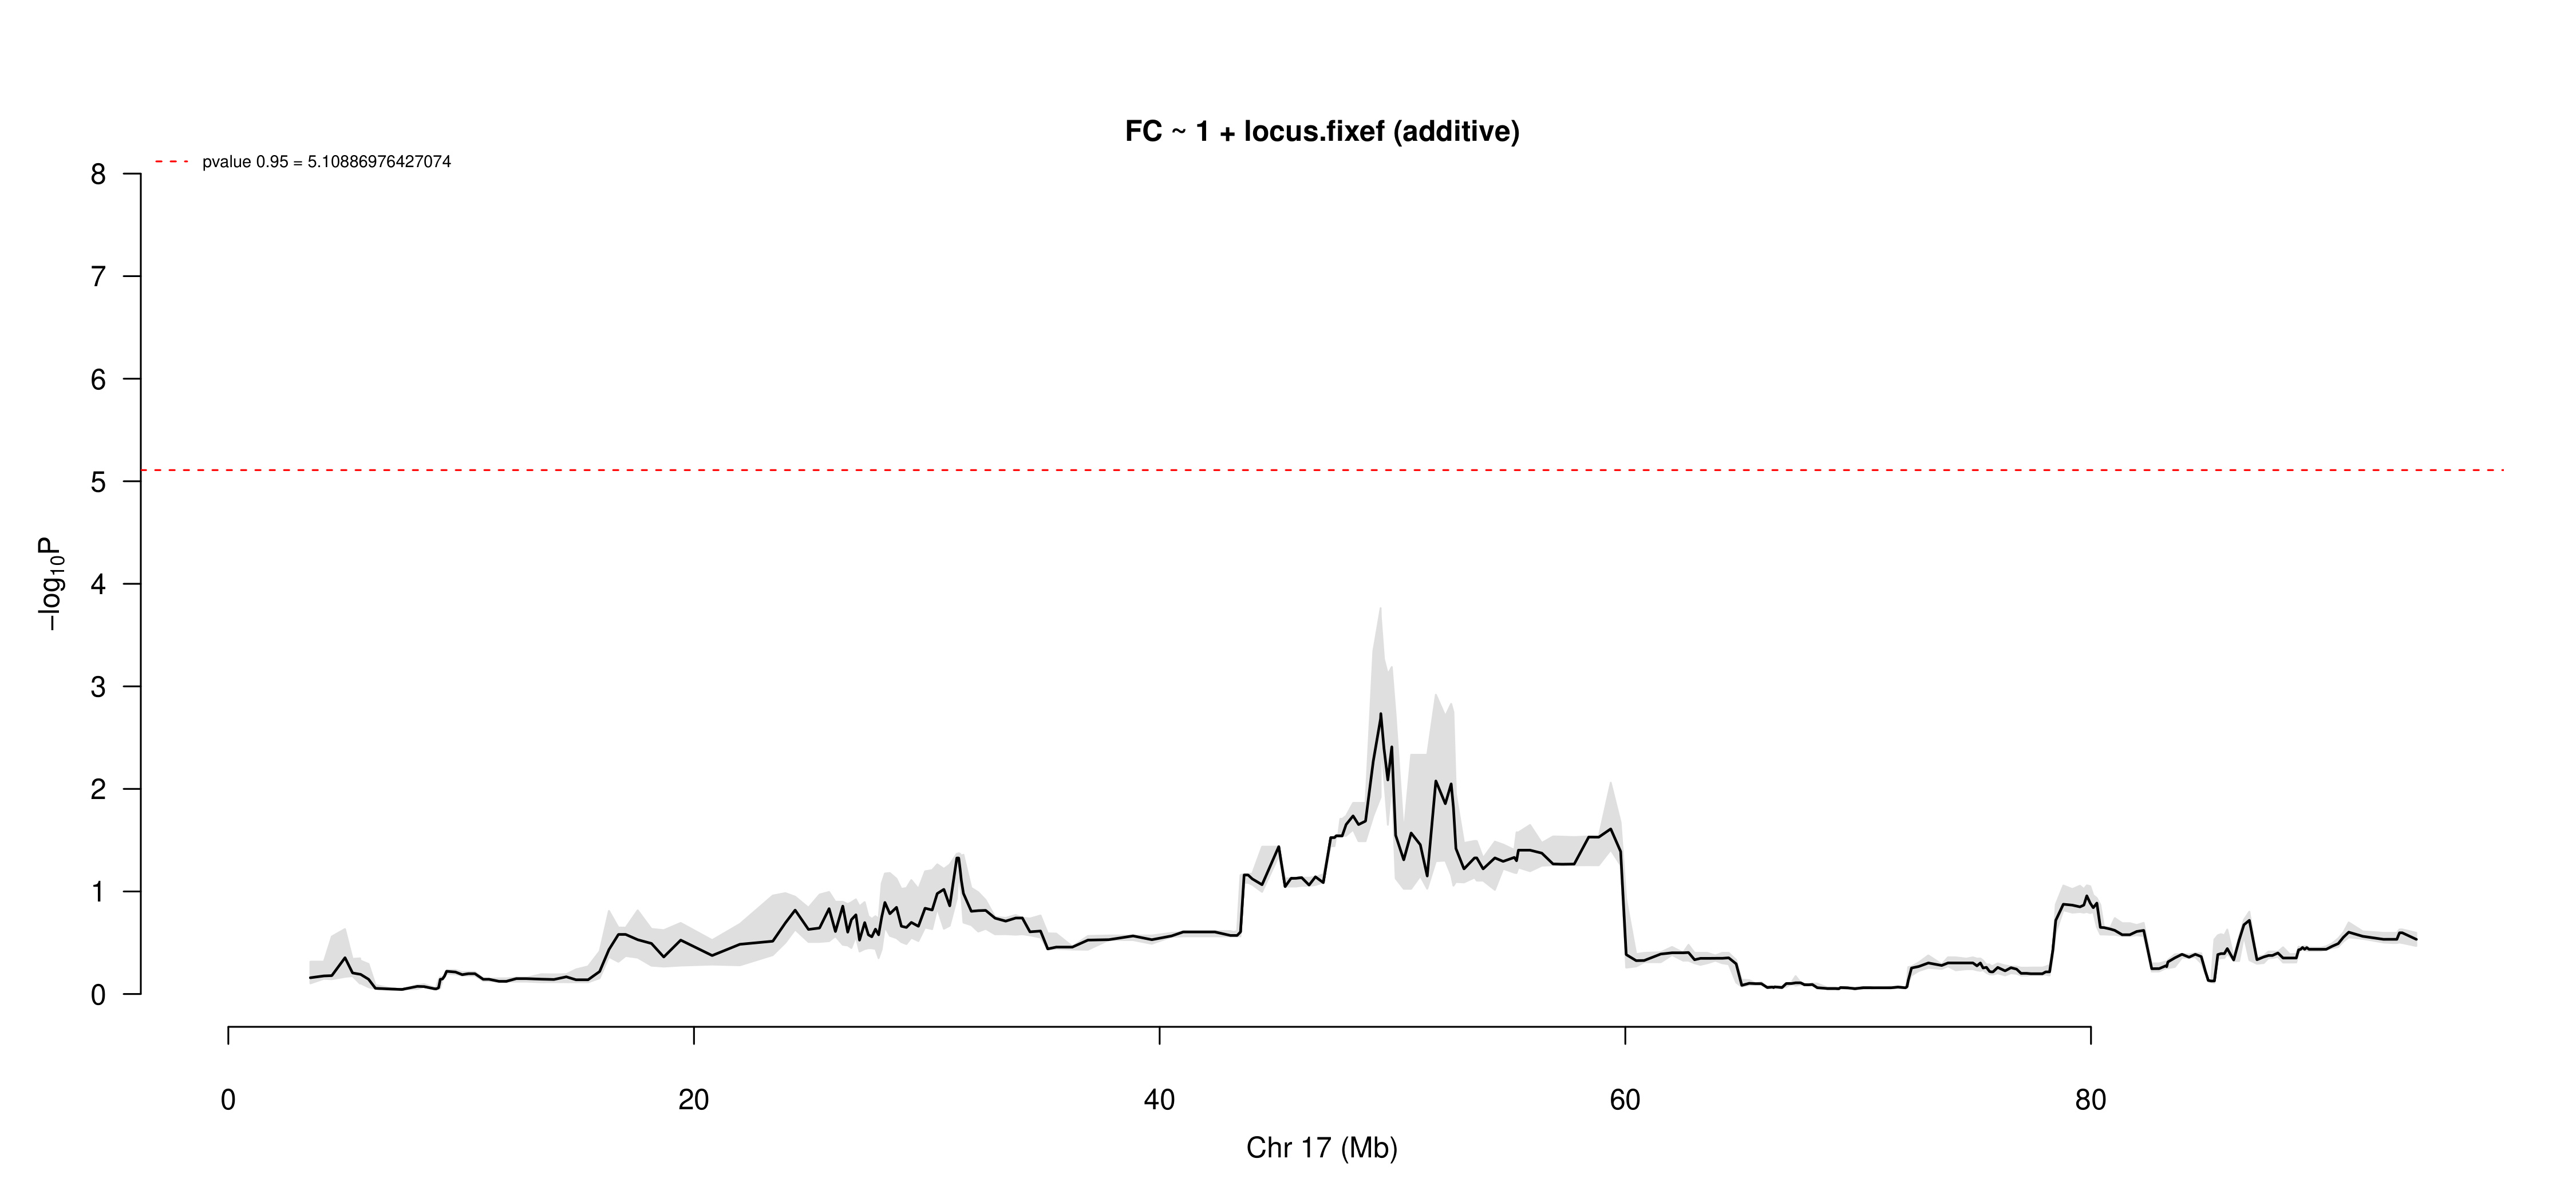 FC ~ 1 + locus.fixef (additive)
pvalue 0.95 = 5.10886976427074
8
7
6
5
4
3
2
1
0
−log10P
0 20 40 60 80
Chr 17 (Mb)